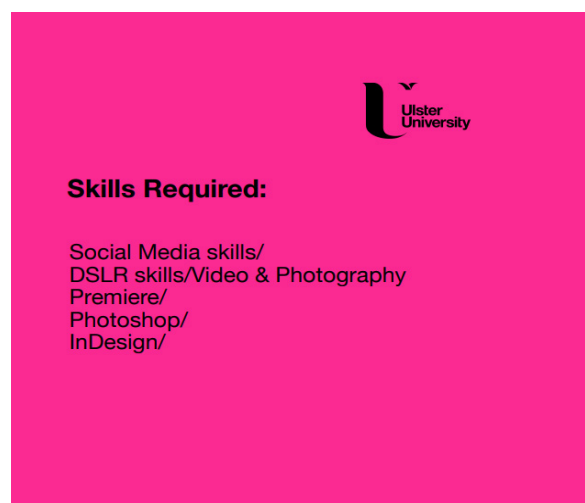 Ulster
University
Skills Required:
Social Media skills/
DSLR skills/Video & Photography
Premiere/
Photoshop/
InDesign/